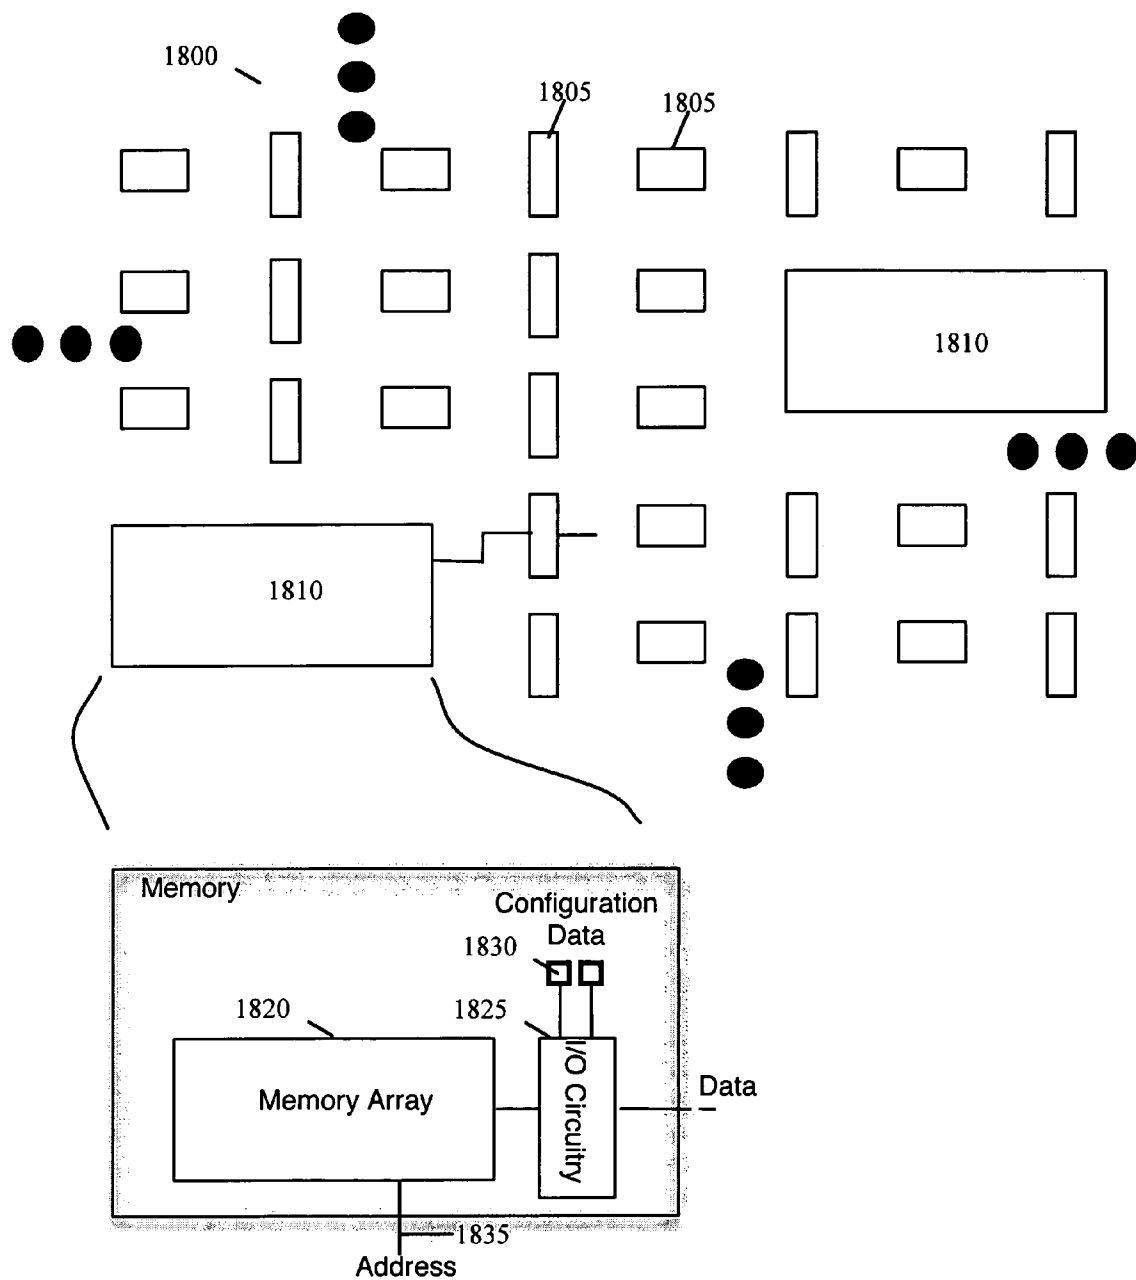 1800
1805
1805
1810
1810
Memory
Configuration
Data
1830
1820
1825
Memory Array
I/O Circuitry
Data
1835
Address